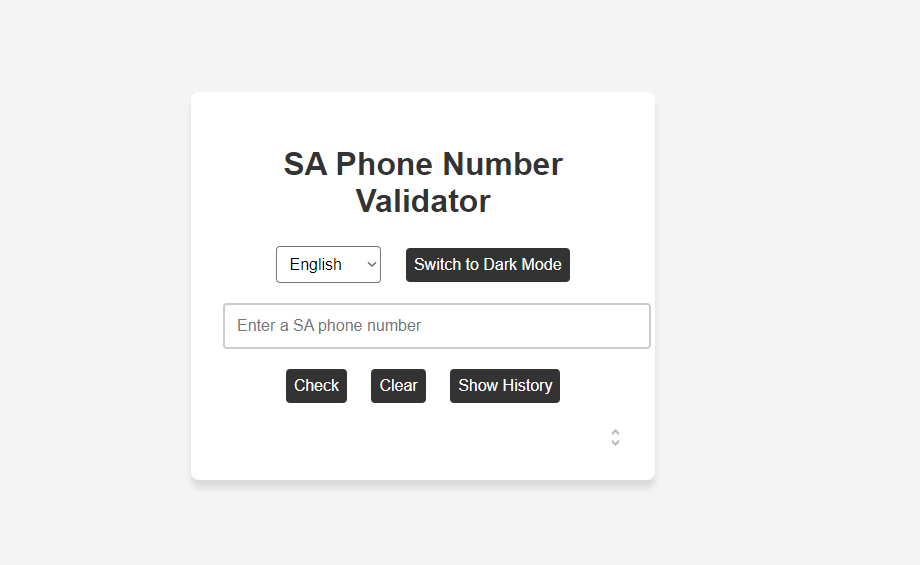 SA Phone Number
Validator
English
Switch to Dark Mode
Enter a SA phone number
Check
Clear
Show History